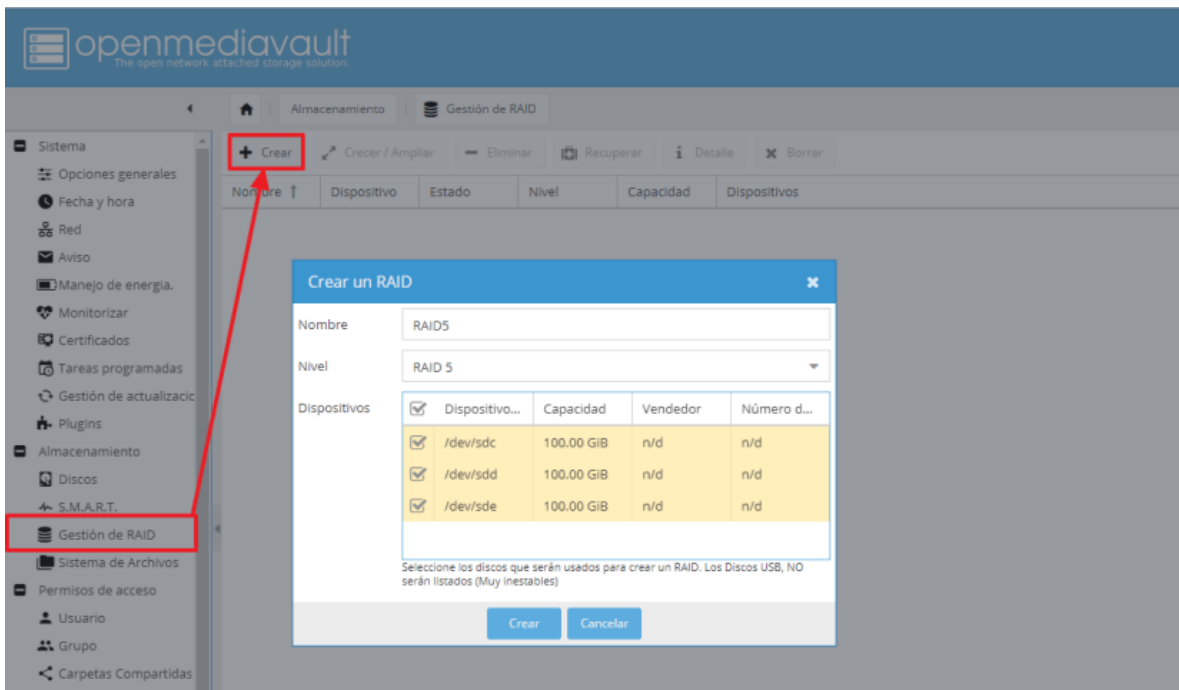 openmediavault
The open network attached storage solution
Almacenamiento Gestión de RAID
Sistema
Opciones generales
Fecha y hora
Red
Aviso
Manejo de energía.
Monitorizar
Certificados
Tareas programadas
Gestión de actualizacic
Plugins
Almacenamiento
Discos
S.M.A.R.T.
Gestión de RAID
Sistema de Archivos
Permisos de acceso
Usuario
Grupo
Carpetas Compartidas
Crear Crecer / Ampliar Eliminar Recuperar Detalle Borrar
Nombre Dispositivo Estado Nivel Capacidad Dispositivos
Crear un RAID
Nombre RAID5
Nivel RAID 5
Dispositivos Dispositivo... Capacidad Vendedor Número d...
/dev/sdc 100.00 GiB n/d n/d
/dev/sdd 100.00 GiB n/d n/d
/dev/sde 100.00 GiB n/d n/d
Seleccione los discos que serán usados para crear un RAID. Los Discos USB, NO
serán listados (Muy inestables)
Crear Cancelar